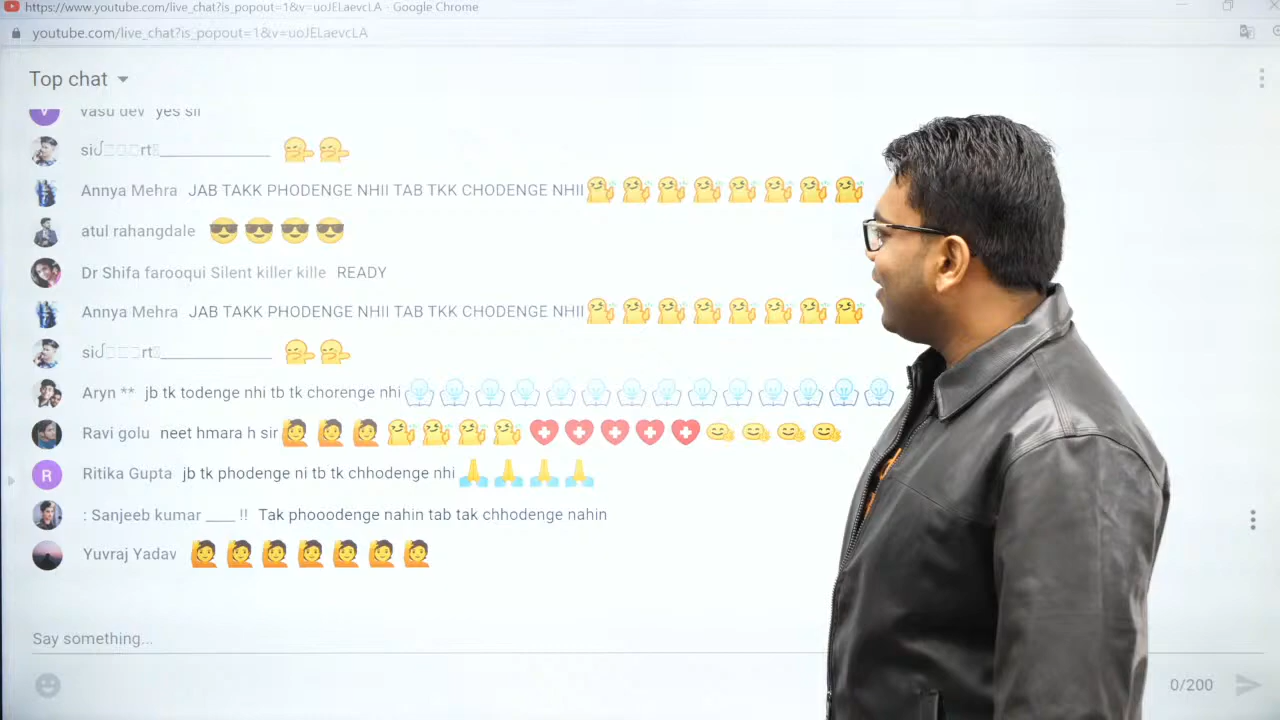 https://www.youtube.com/live_chat?is_popout=1&v=uoJELaevcLA - Google Chrome
youtube.com/live_chat?is_popout=1&v=uoJELaevcLA
Top chat
vasu dev yes sir
Annya Mehra JAB TAKK PHODENGE NHII TAB TKK CHODENGE NHII
atul rahangdale
Dr Shifa farooqui Silent killer kille READY
Annya Mehra JAB TAKK PHODENGE NHII TAB TKK CHODENGE NHII
Aryn ** jb tk todenge nhi tb tk chorenge nhi
Ravi golu neet hmara h sir
R Ritika Gupta jb tk phodenge ni tb tk chhodenge nhi
: Sanjeeb kumar ____ !! Tak phooodenge nahin tab tak chhodenge nahin
Yuvraj Yadav
Say something...
0/200